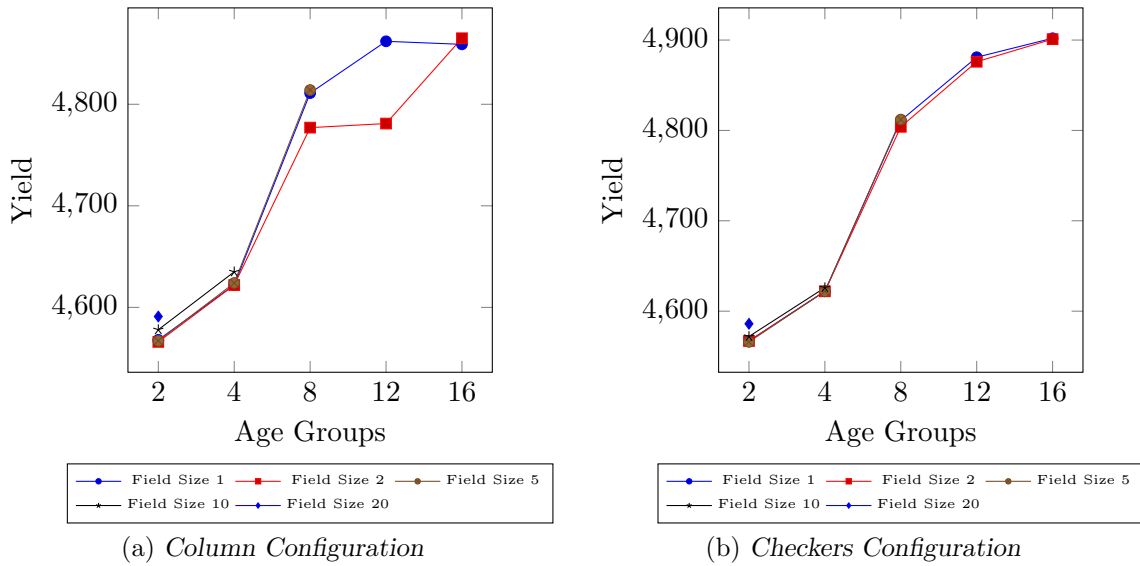 4,800
4,700
4,600
Yield
2 4 8 12 16
Age Groups
Field Size 1 Field Size 2 Field Size 5
Field Size 10 Field Size 20
(a) Column Configuration
4,900
4,800
4,700
4,600
Yield
2 4 8 12 16
Age Groups
Field Size 1 Field Size 2 Field Size 5
Field Size 10 Field Size 20
(b) Checkers Configuration